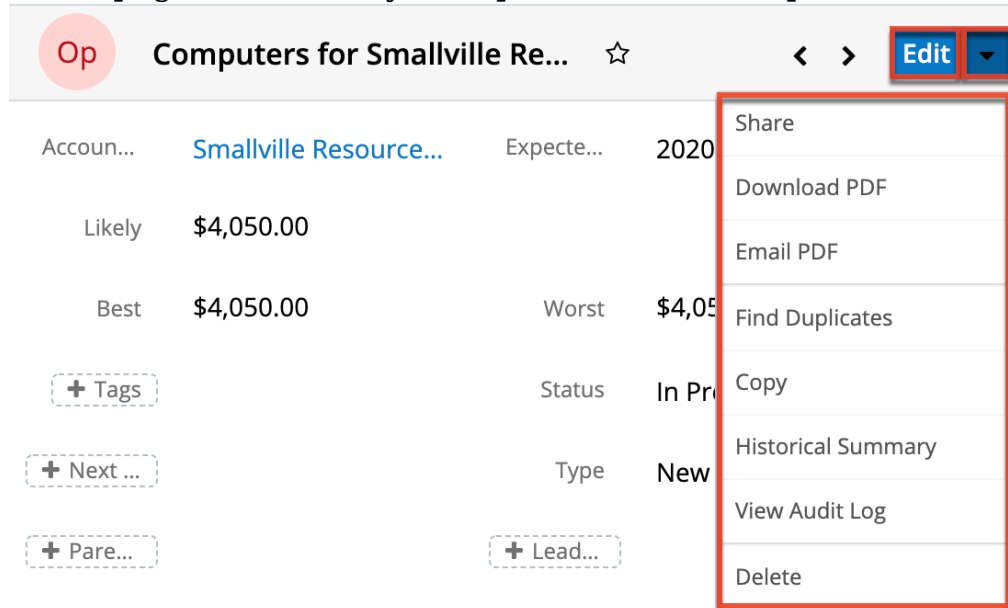 Op Computers for Smallville Re... Edit
Share
Accoun... Smallville Resource... Expecte... 2020
Download PDF
Likely $4,050.00
Email PDF
Best $4,050.00 Worst $4,05
Find Duplicates
+ Tags Status In Pr
Copy
Historical Summary
+ Next ... Type New
View Audit Log
+ Pare... + Lead...
Delete